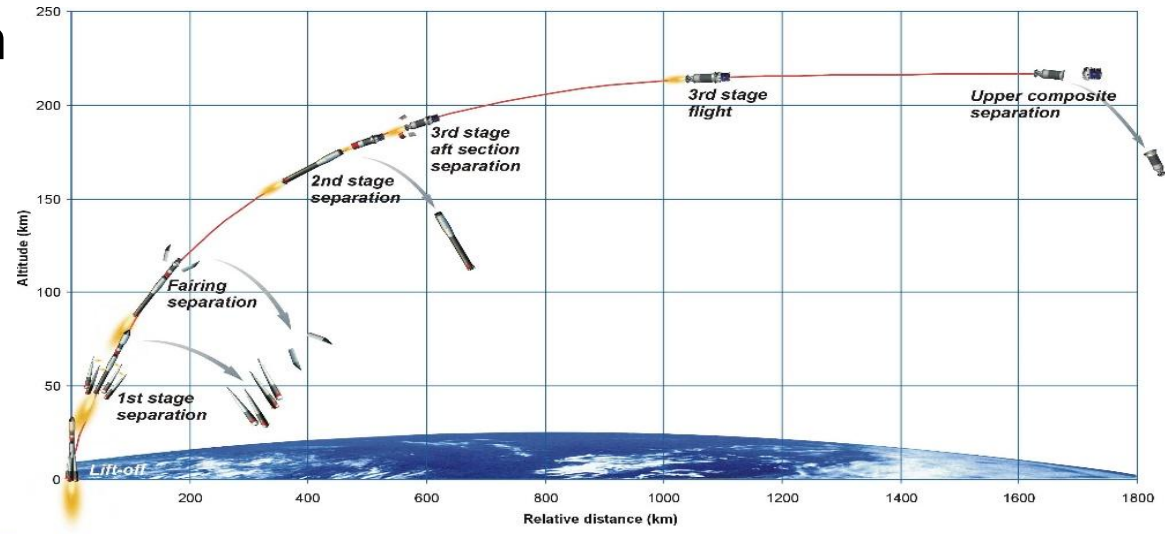 n
250
200
150
100
50
0
Altitude (km)
Lift-off
1st stage
separation
Fairing
separation
2nd stage
separation
3rd stage
aft section
separation
3rd stage
flight
Upper composite
separation
200
400
600
800
1000
1200
1400
1600
1800
Relative distance (km)